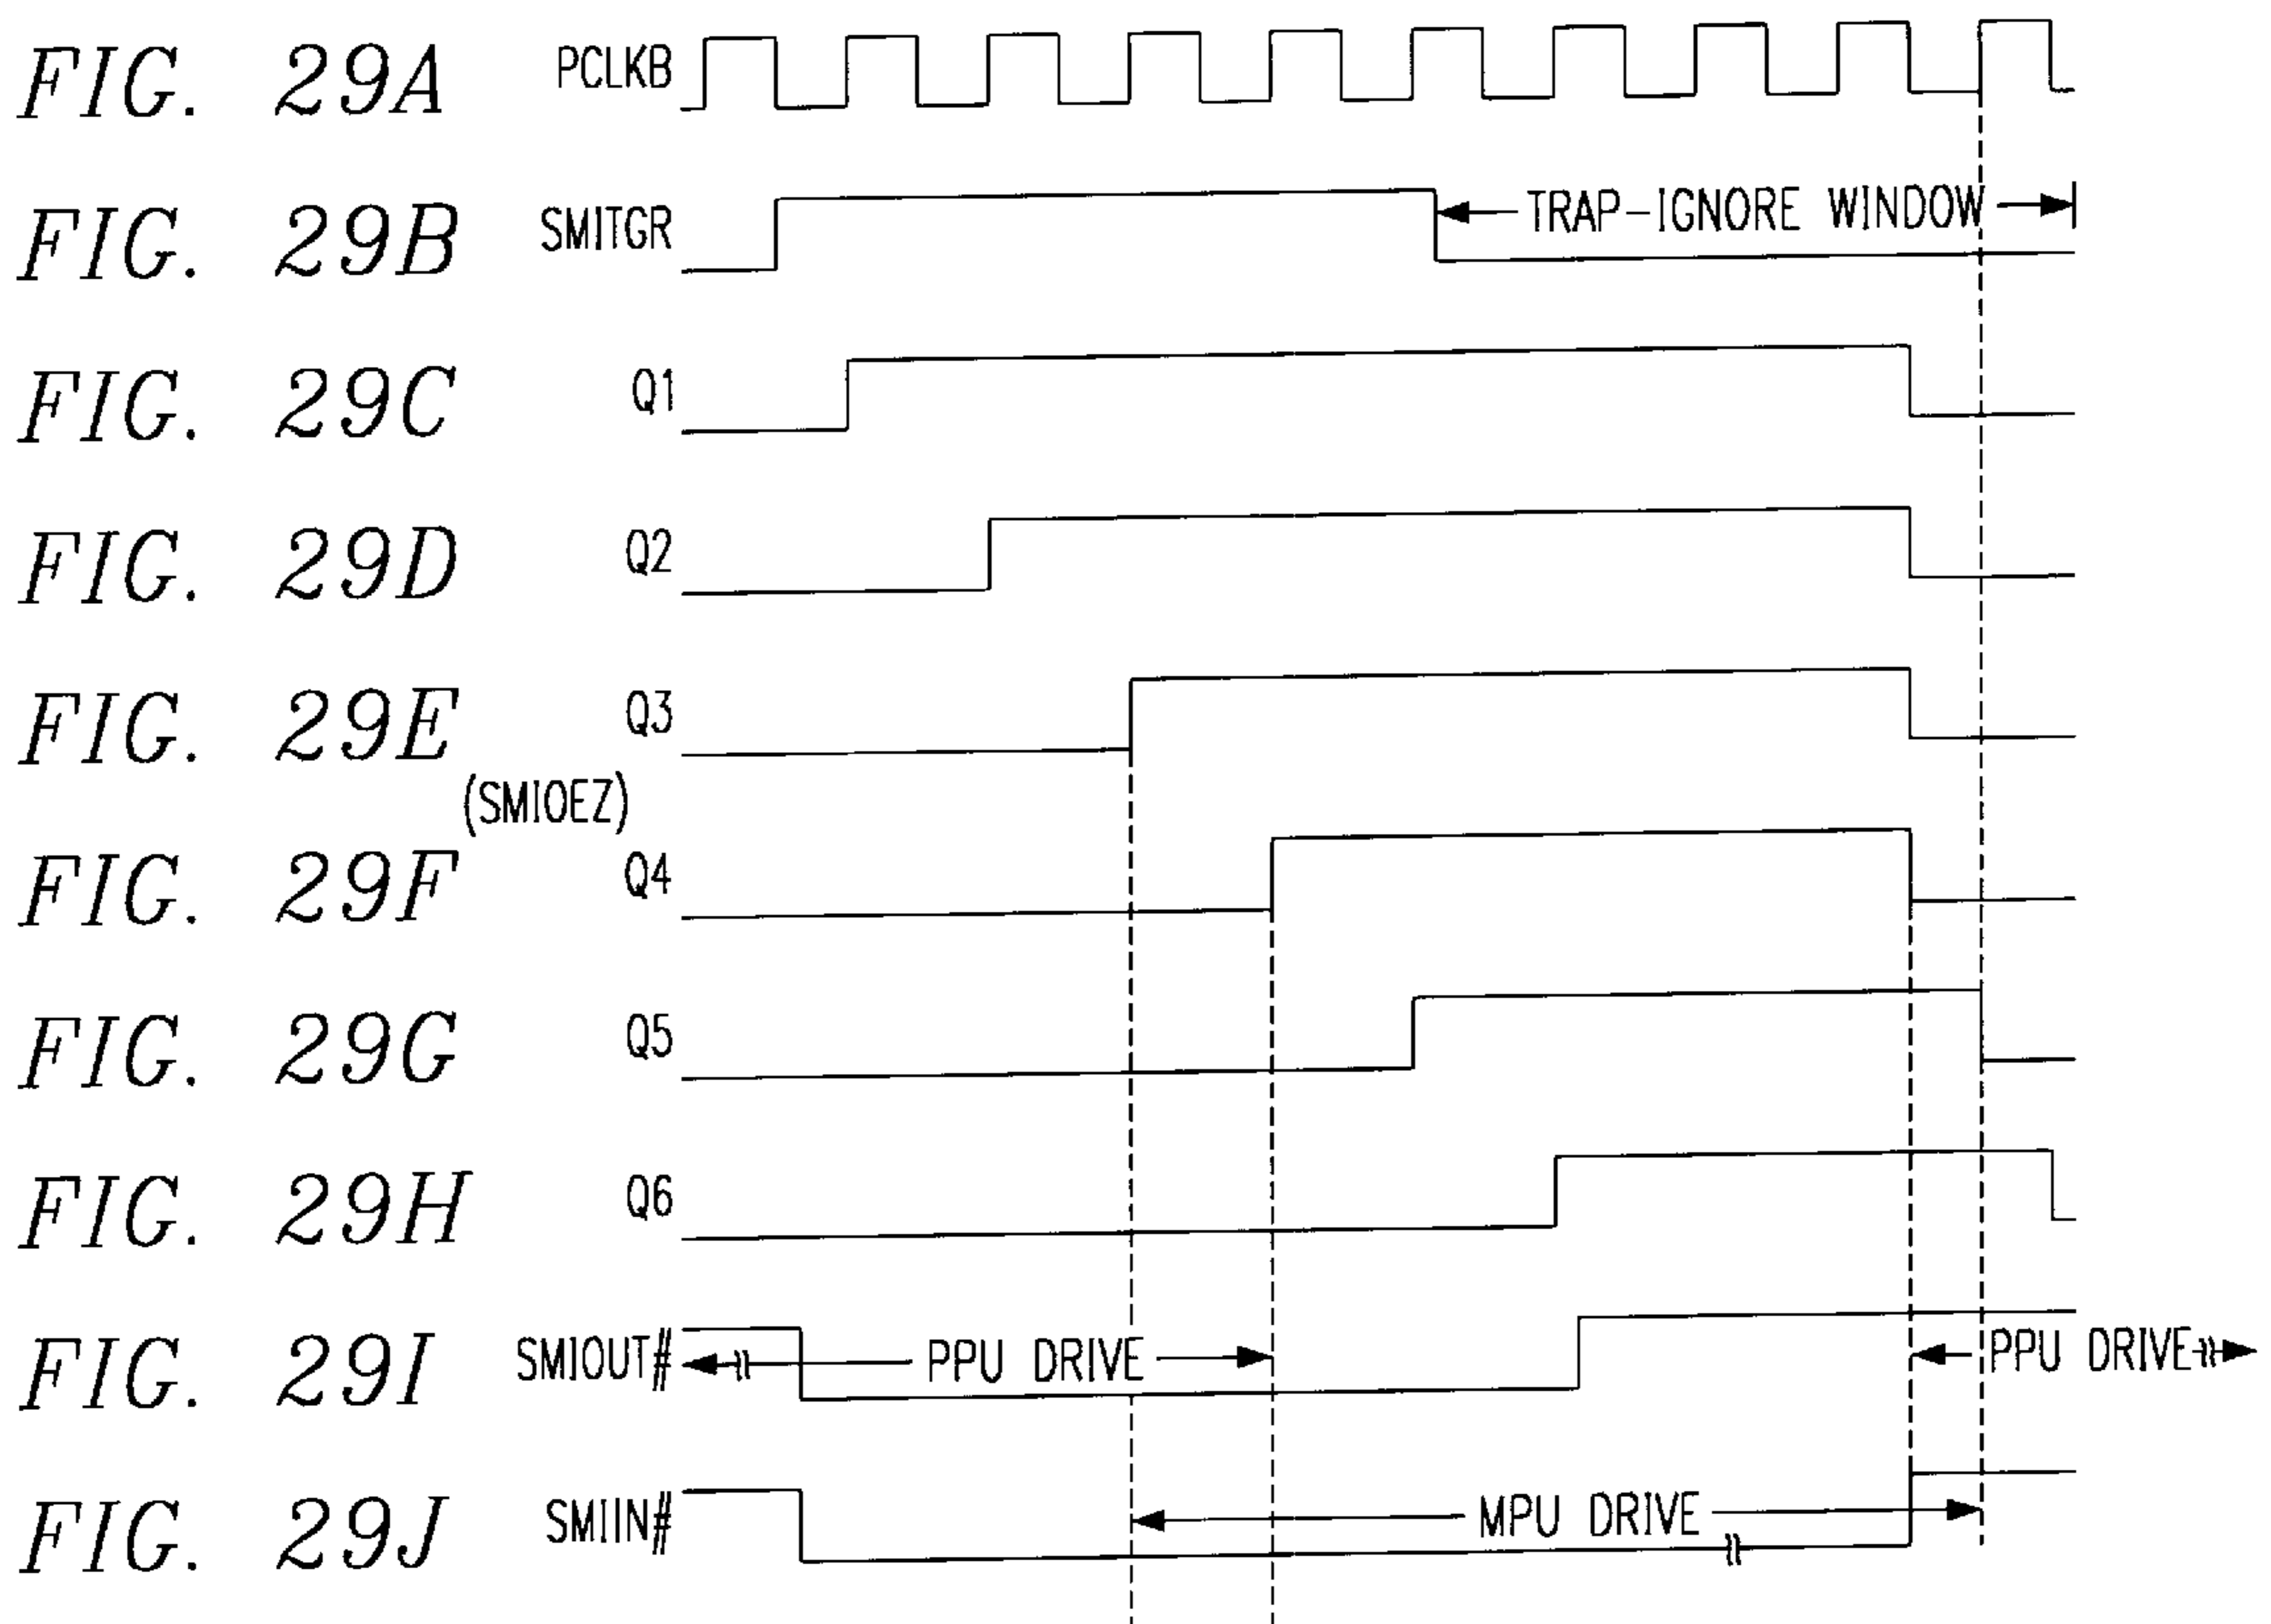 FIG. 29A PCLKB
FIG. 29B SMITGR TRAP-IGNORE WINDOW
FIG. 29C Q1
FIG. 29D Q2
FIG. 29E Q3
(SMIOEZ)
FIG. 29F Q4
FIG. 29G Q5
FIG. 29H Q6
FIG. 29I SMIOUT# PPU DRIVE PPU DRIVE
FIG. 29J SMIIN# MPU DRIVE